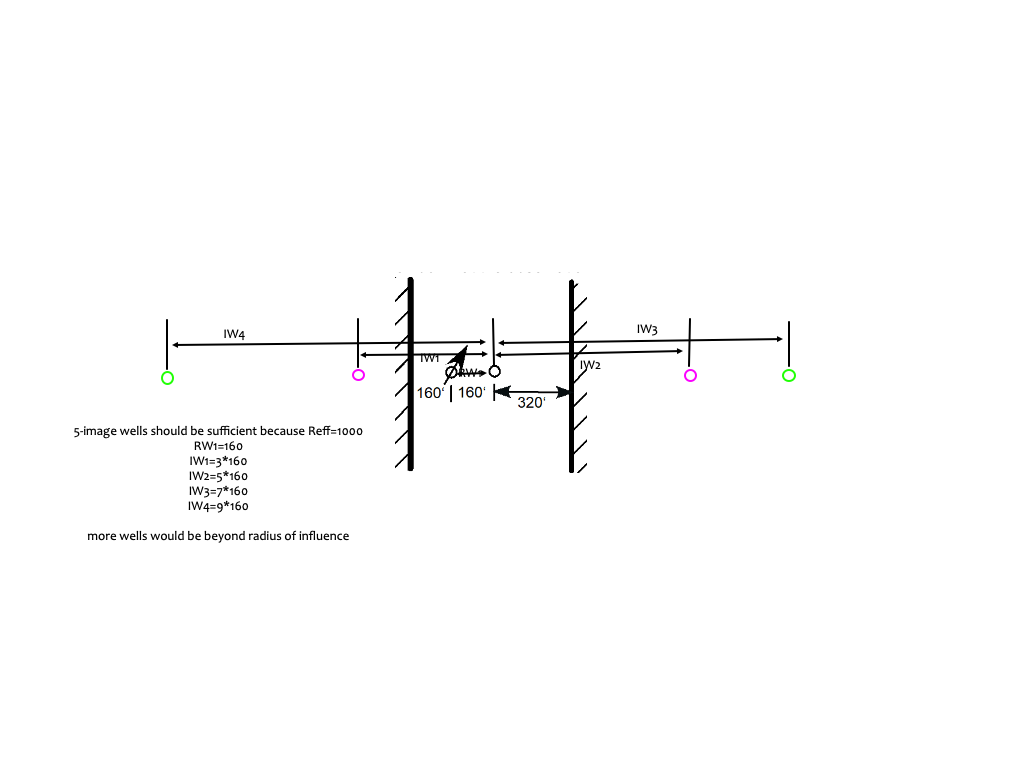 IW4
IW3
IW1
IW2
RW1
160' 160'
320'
5-image wells should be sufficient because Reff=1000
RW1=160
IW1=3*160
IW2=5*160
IW3=7*160
IW4=9*160
more wells would be beyond radius of influence